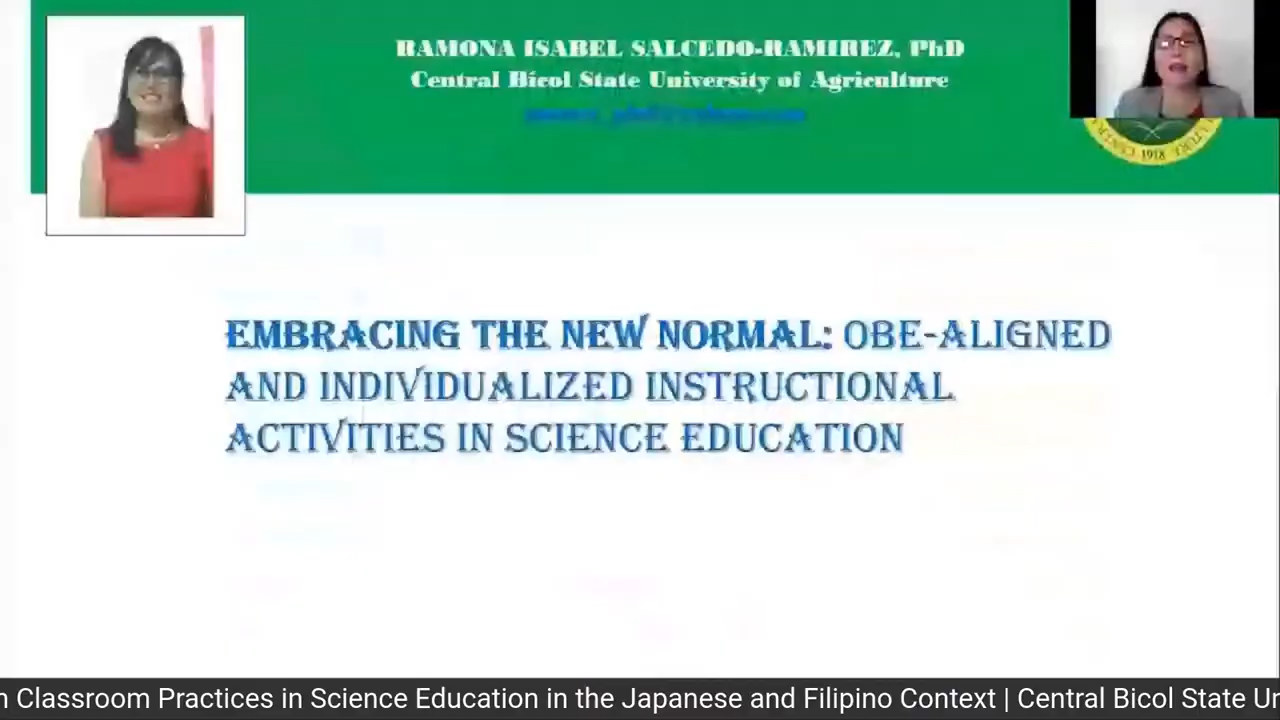 RAMONA ISABEL SALCEDO-RAMIREZ, PhD
Central Bicol State University of Agriculture
1918
EMBRACING THE NEW NORMAL: OBE-ALIGNED
AND INDIVIDUALIZED INSTRUCTIONAL
ACTIVITIES IN SCIENCE EDUCATION
Classroom Practices in Science Education in the Japanese and Filipino Context | Central Bicol State